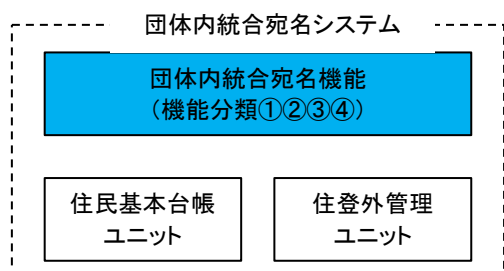 団体内統合宛名システム
団体内統合宛名機能
（機能分類①②③④）
住民基本台帳
ユニット
住登外管理
ユニット